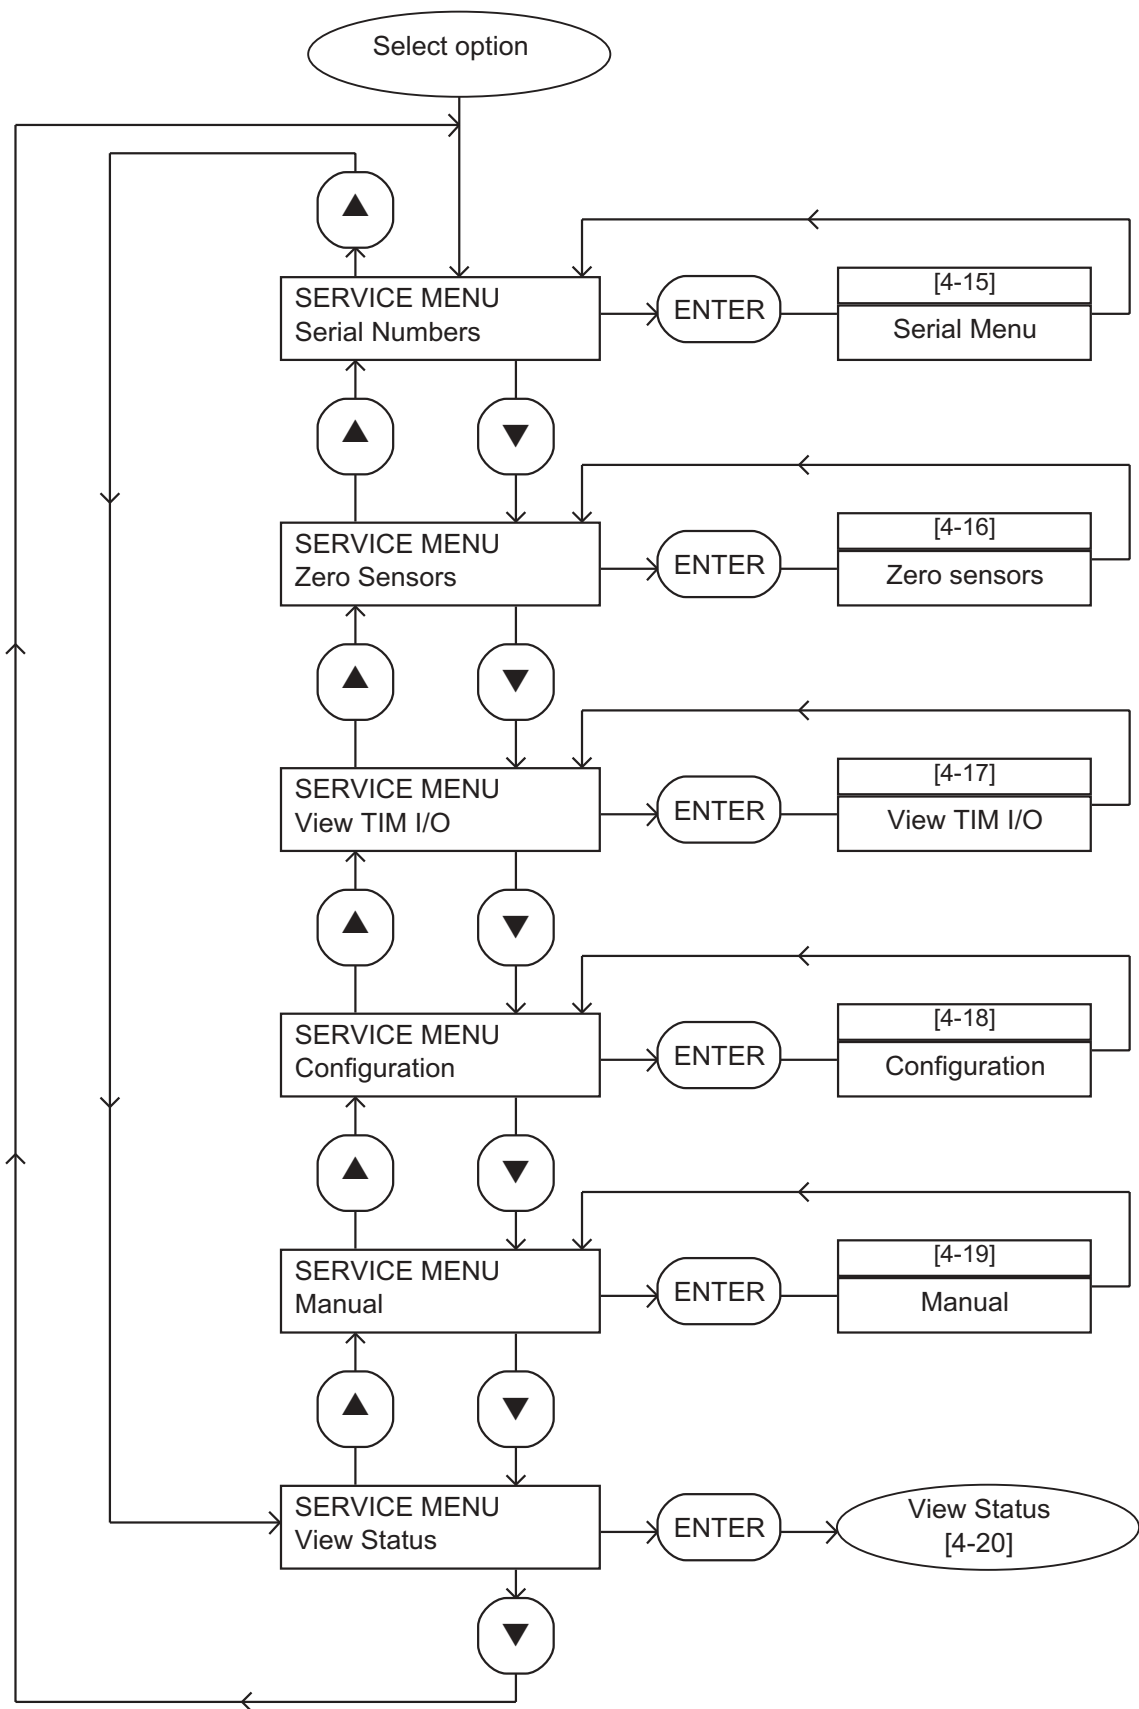 Select option
SERVICE MENU
Serial Numbers
ENTER
[4-15]
Serial Menu
SERVICE MENU
Zero Sensors
ENTER
[4-16]
Zero sensors
SERVICE MENU
View TIM I/O
ENTER
[4-17]
View TIM I/O
SERVICE MENU
Configuration
ENTER
[4-18]
Configuration
SERVICE MENU
Manual
ENTER
[4-19]
Manual
SERVICE MENU
View Status
ENTER
View Status
[4-20]